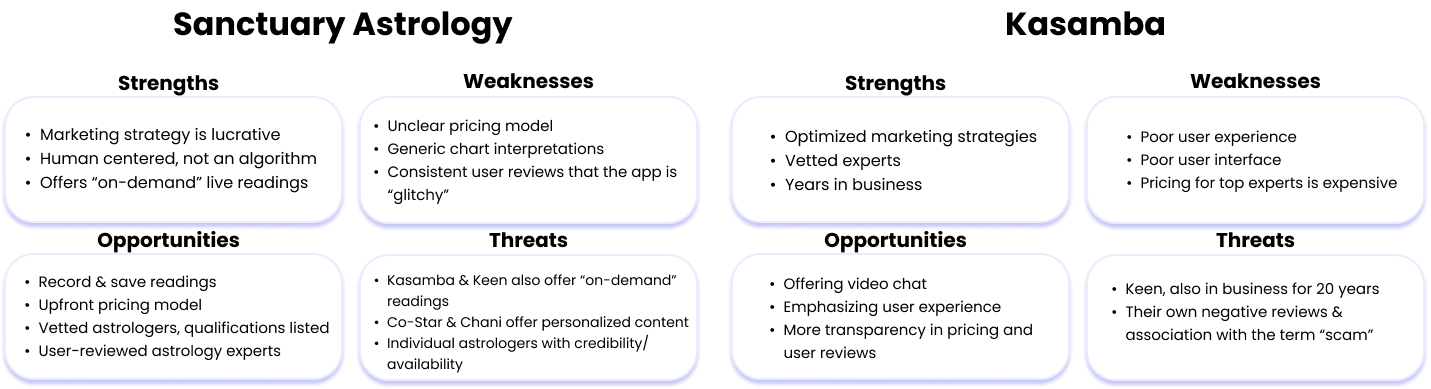 Sanctuary Astrology
Strengths
• Marketing strategy is lucrative
• Human centered, not an algorithm
• Offers “on-demand” live readings
Weaknesses
• Unclear pricing model
• Generic chart interpretations
• Consistent user reviews that the app is
“glitchy”
Opportunities
• Record & save readings
• Upfront pricing model
• Vetted astrologers, qualifications listed
• User-reviewed astrology experts
Threats
• Kasamba & Keen also offer “on-demand”
readings
• Co-Star & Chani offer personalized content
• Individual astrologers with credibility/
availability
Kasamba
Strengths
• Optimized marketing strategies
• Vetted experts
• Years in business
Weaknesses
• Poor user experience
• Poor user interface
• Pricing for top experts is expensive
Opportunities
• Offering video chat
• Emphasizing user experience
• More transparency in pricing and
user reviews
Threats
• Keen, also in business for 20 years
• Their own negative reviews &
association with the term “scam”